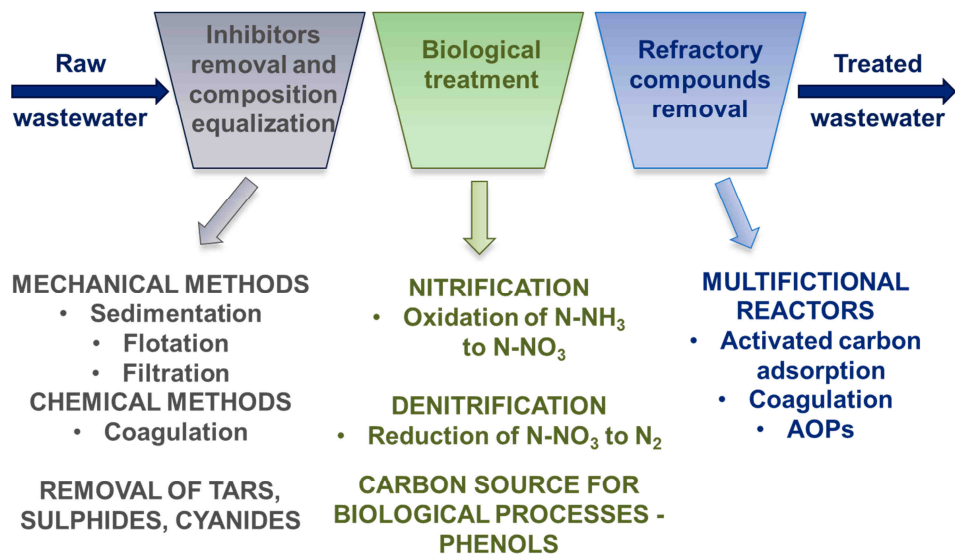 Raw
wastewater
Inhibitors
removal and
composition
equalization
Biological
treatment
Refractory
compounds
removal
Treated
wastewater
MECHANICAL METHODS
• Sedimentation
• Flotation
• Filtration
CHEMICAL METHODS
• Coagulation
REMOVAL OF TARS,
SULPHIDES, CYANIDES
NITRIFICATION
• Oxidation of N-NH₃
to N-NO₃
DENITRIFICATION
• Reduction of N-NO₃ to N₂
CARBON SOURCE FOR
BIOLOGICAL PROCESSES -
PHENOLS
MULTIFICTIONAL
REACTORS
• Activated carbon
adsorption
• Coagulation
• AOPs